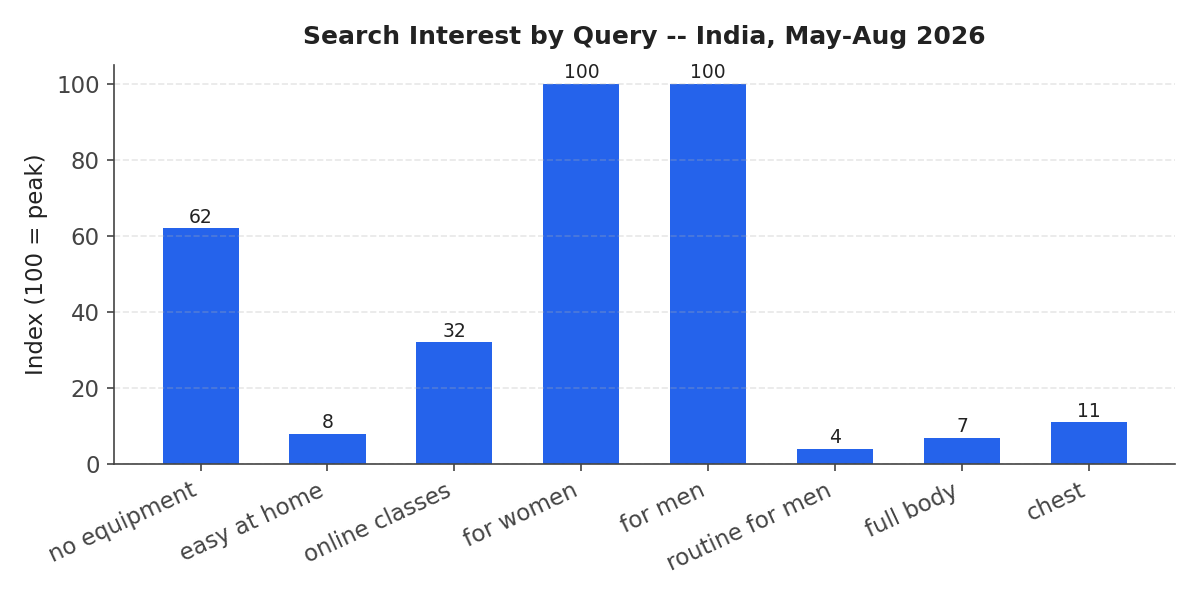 Search Interest by Query -- India, May-Aug 2026
Index (100 = peak)
100
80
60
40
20
0
62
8
32
100
100
4
7
11
no equipment
easy at home
online classes
for women
for men
routine for men
full body
chest